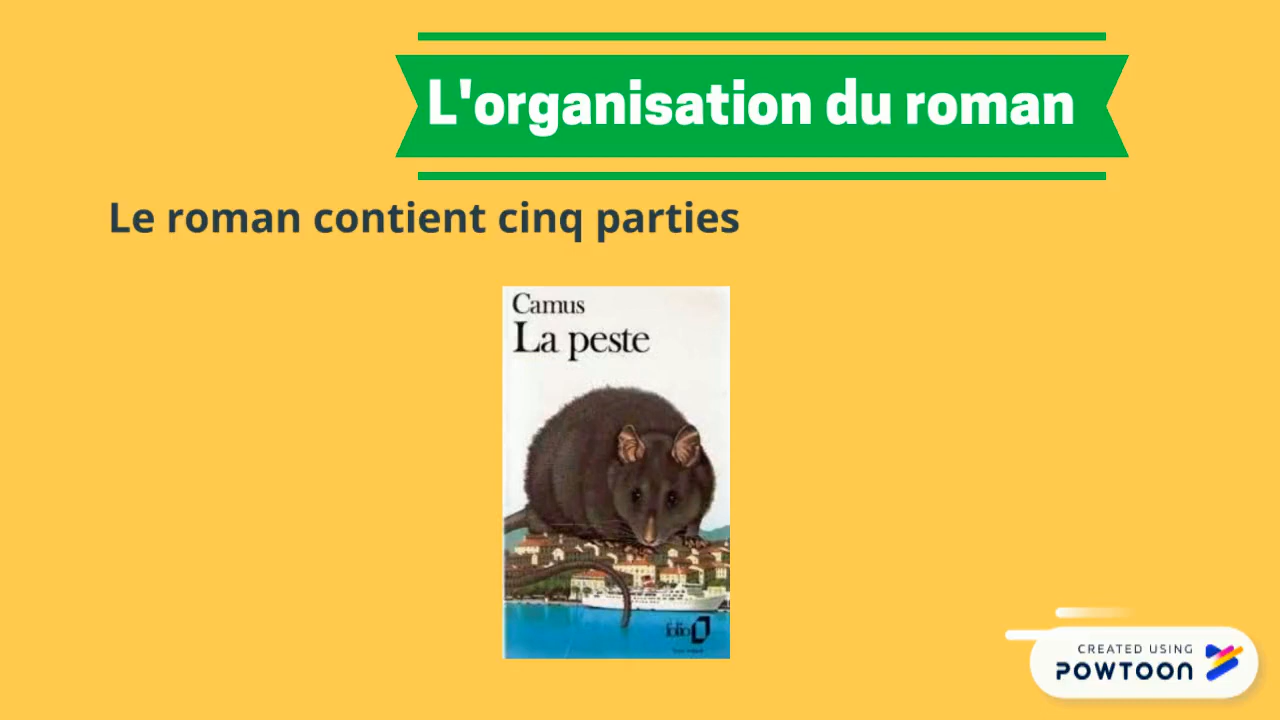 L'organisation du roman
Le roman contient cinq parties
Camus
La peste
folio
CREATED USING
POWTOON